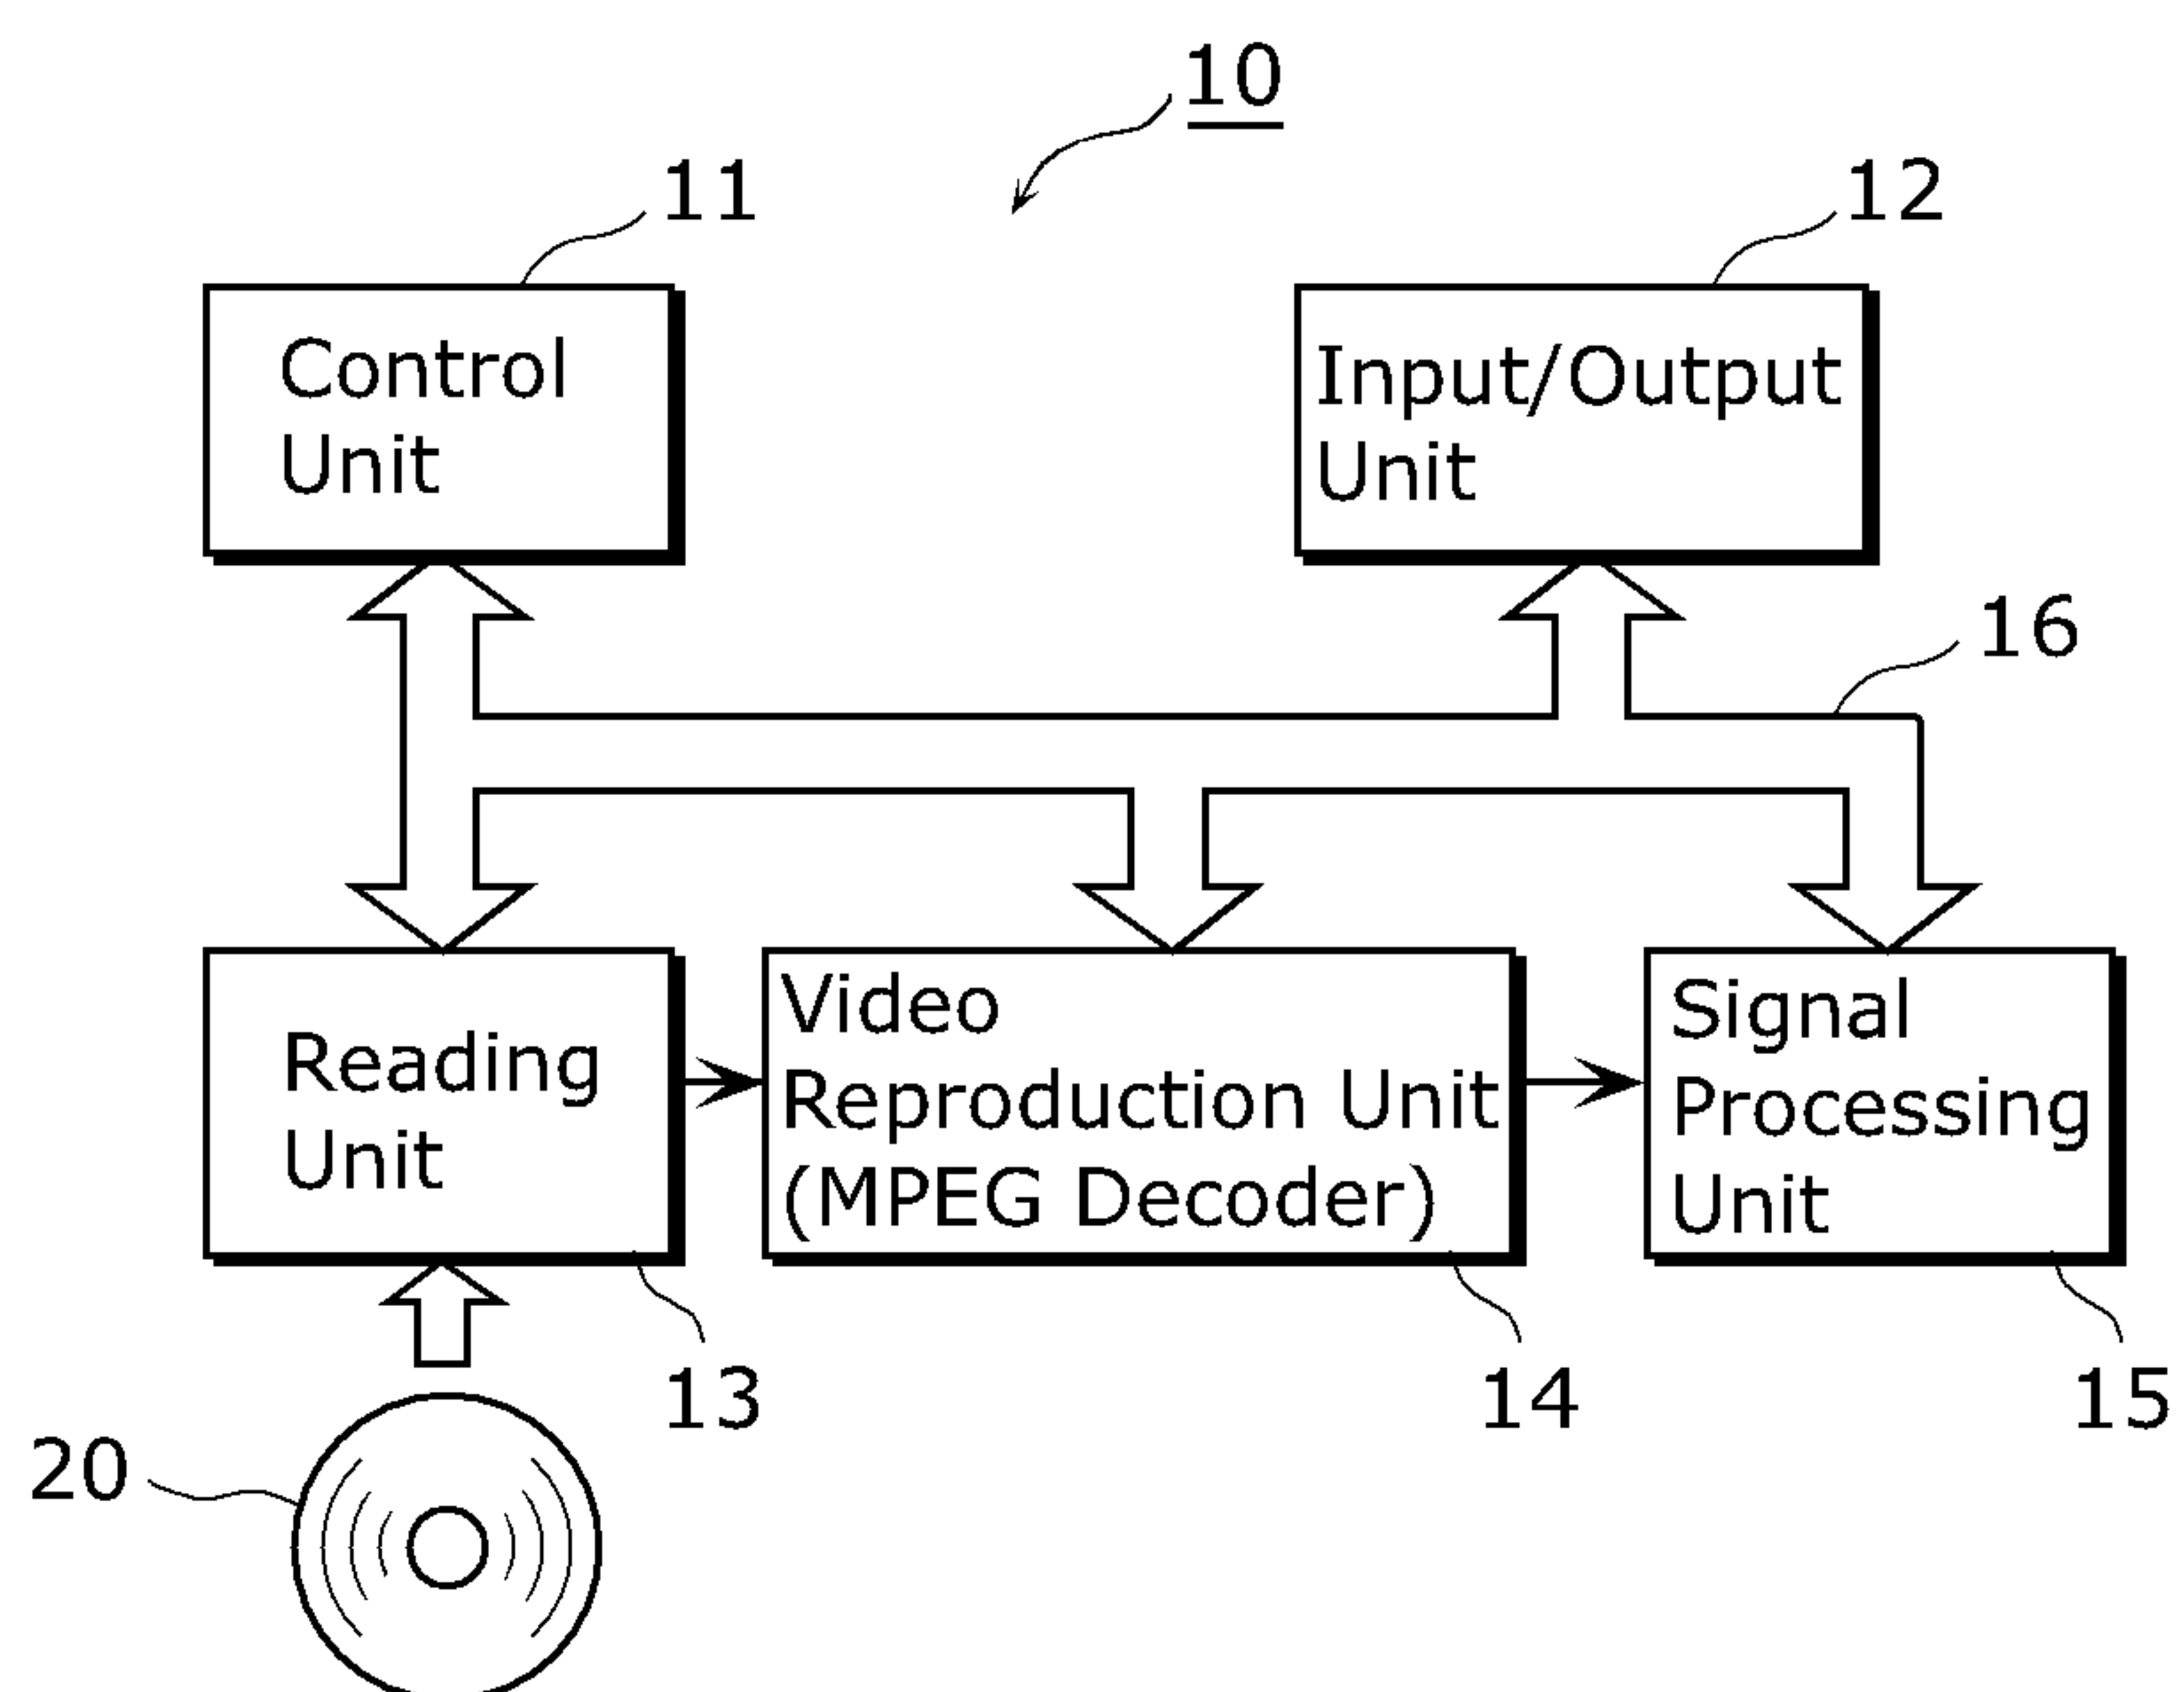 10
11
12
Control
Unit
Input/Output
Unit
16
Reading
Unit
Video
Reproduction Unit
(MPEG Decoder)
Signal
Processing
Unit
13
14
15
20